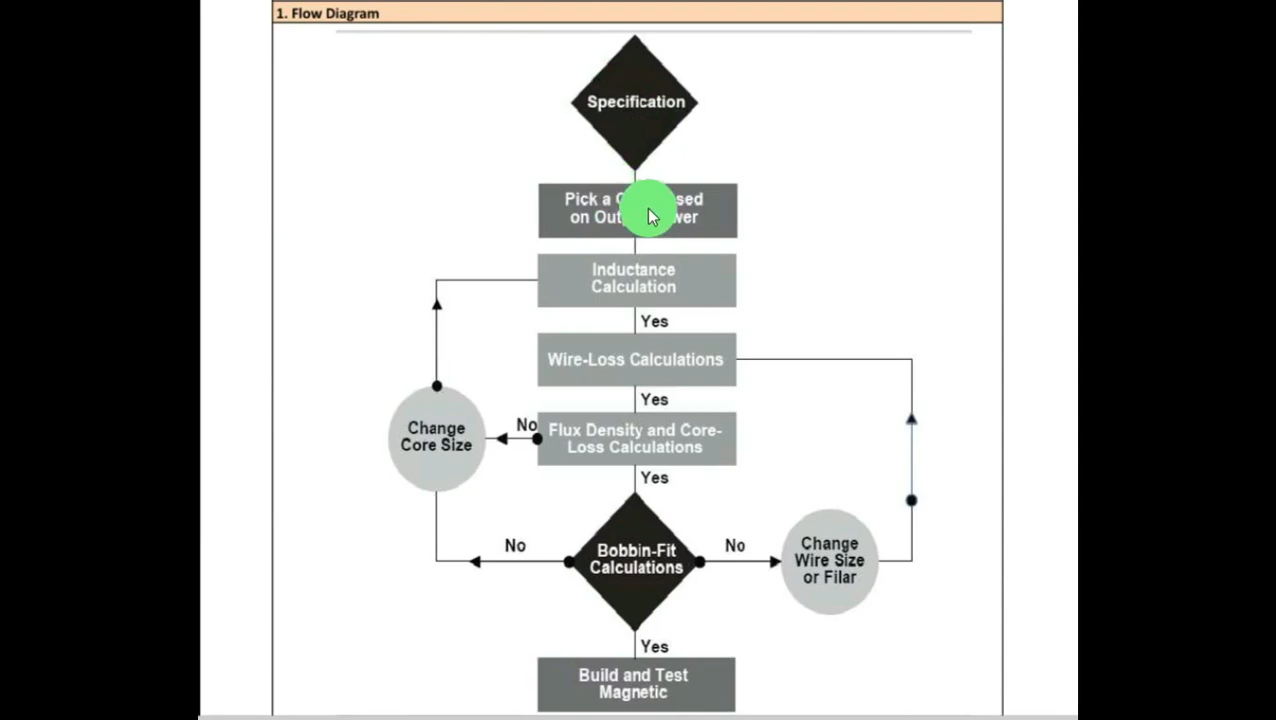 1. Flow Diagram
Specification
Pick a
on
Inductance
Calculation
Yes
Wire-Loss Calculations
Yes
No
Flux Density and Core-
Loss Calculations
Change
Core Size
Yes
No
Bobbin-Fit
Calculations
No
Change
Wire Size
or Filar
Yes
Build and Test
Magnetic